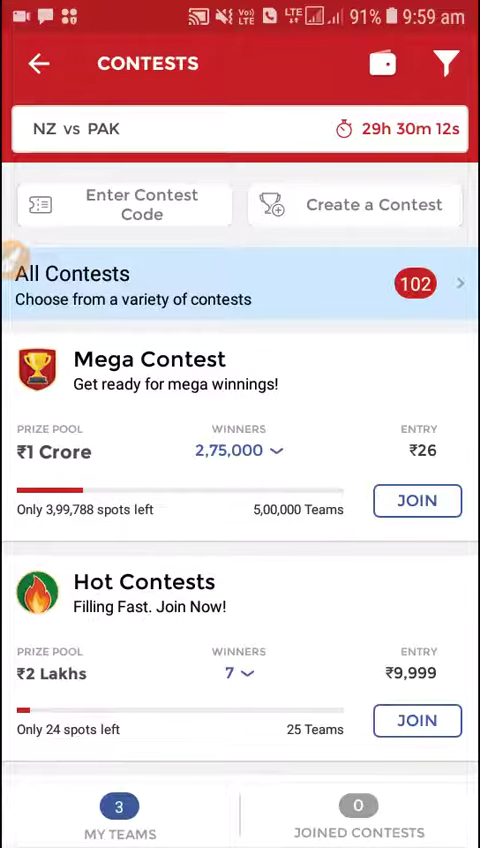 Vo))
LTE LTE 91% 9:59 am
CONTESTS
NZ vs PAK 29h 30m 12s
Enter Contest
Code
Create a Contest
All Contests
Choose from a variety of contests
102
Mega Contest
Get ready for mega winnings!
PRIZE POOL WINNERS ENTRY
₹1 Crore 2,75,000 ₹26
JOIN
Only 3,99,788 spots left 5,00,000 Teams
Hot Contests
Filling Fast. Join Now!
PRIZE POOL WINNERS ENTRY
₹2 Lakhs 7 ₹9,999
JOIN
Only 24 spots left 25 Teams
3 0
MY TEAMS JOINED CONTESTS